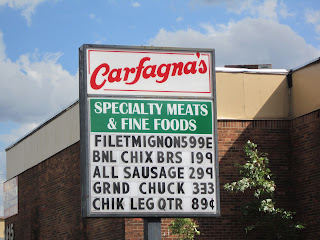 Carfagna's
SPECIALTY MEATS
& FINE FOODS
FILETMIGNON599E
BNL CHIX BRS 199
ALL SAUSAGE 299
GRND CHUCK 333
CHIK LEG QTR 89¢